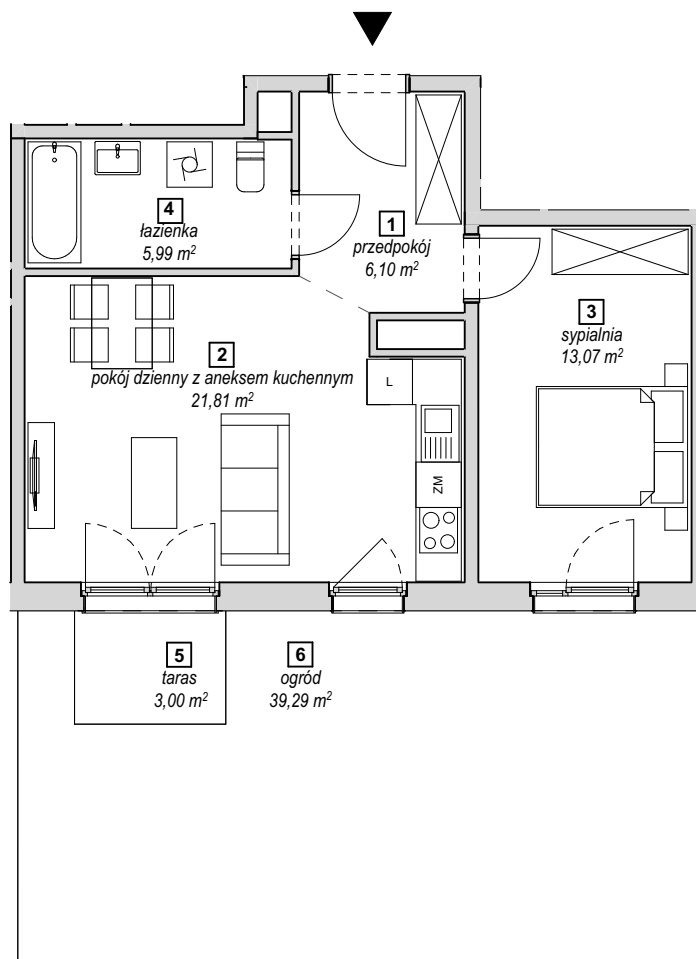 4
łazienka
5,99 m²
1
przedpokój
6,10 m²
3
sypialnia
13,07 m²
2
pokój dzienny z aneksem kuchennym
21,81 m²
L
ZM
5
taras
3,00 m²
6
ogród
39,29 m²